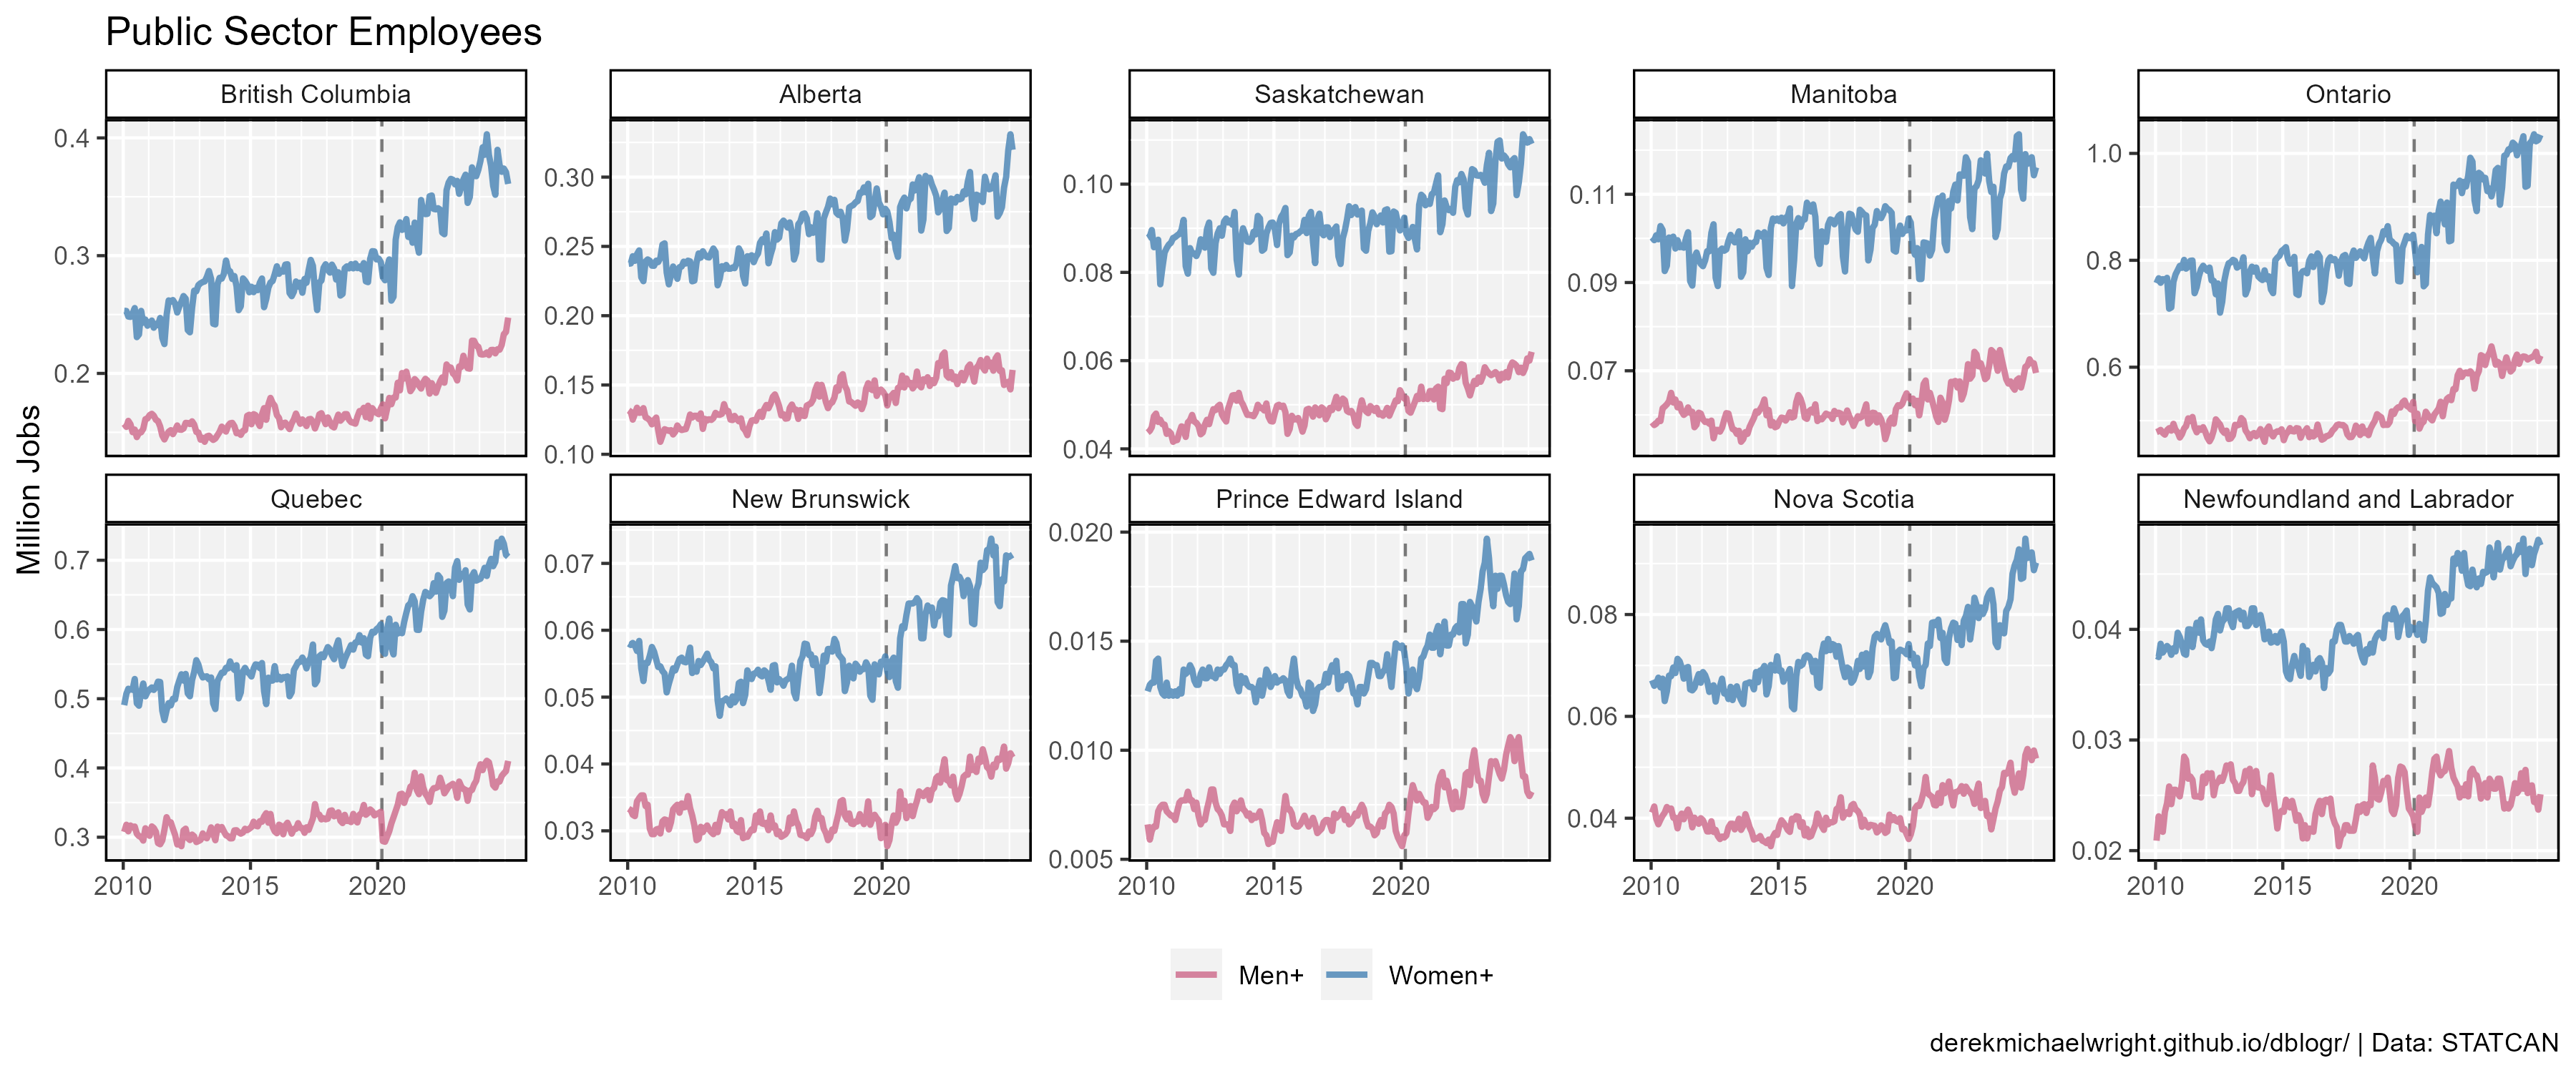 Public Sector Employees
Million Jobs
British Columbia
0.4
0.3
0.2
Alberta
0.30
0.25
0.20
0.15
0.10
Saskatchewan
0.10
0.08
0.06
0.04
Manitoba
0.11
0.09
0.07
Ontario
1.0
0.8
0.6
Quebec
0.7
0.6
0.5
0.4
0.3
2010 2015 2020
New Brunswick
0.07
0.06
0.05
0.04
0.03
2010 2015 2020
Prince Edward Island
0.020
0.015
0.010
0.005
2010 2015 2020
Nova Scotia
0.08
0.06
0.04
2010 2015 2020
Newfoundland and Labrador
0.04
0.03
0.02
2010 2015 2020
Men+ Women+
derekmichaelwright.github.io/dblogr/ | Data: STATCAN